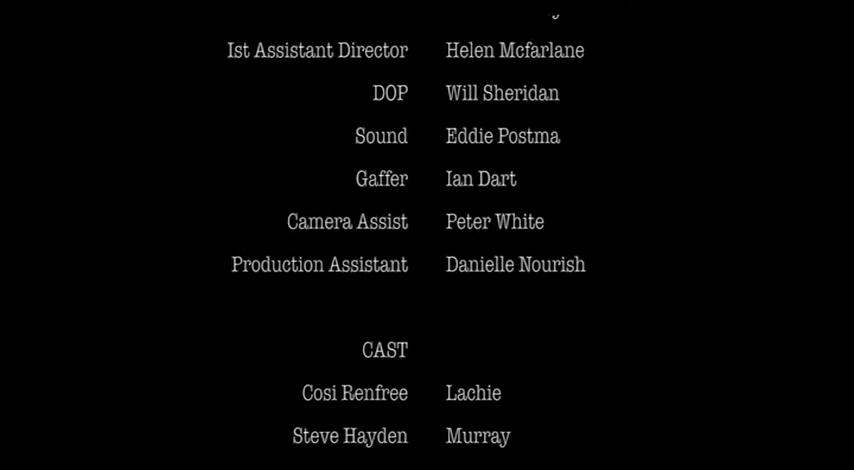 Ist Assistant Director Helen Mcfarlane
DOP Will Sheridan
Sound Eddie Postma
Gaffer Ian Dart
Camera Assist Peter White
Production Assistant Danielle Nourish
CAST
Cosi Renfree Lachie
Steve Hayden Murray